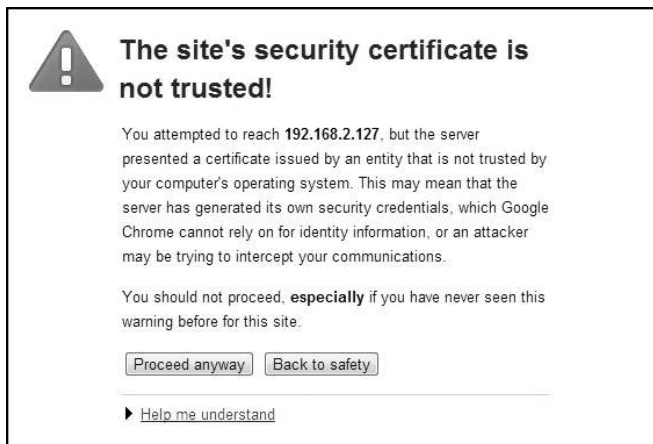 The site's security certificate is
not trusted!
You attempted to reach 192.168.2.127, but the server
presented a certificate issued by an entity that is not trusted by
your computer's operating system. This may mean that the
server has generated its own security credentials, which Google
Chrome cannot rely on for identity information, or an attacker
may be trying to intercept your communications.
You should not proceed, especially if you have never seen this
warning before for this site.
Proceed anyway Back to safety
Help me understand